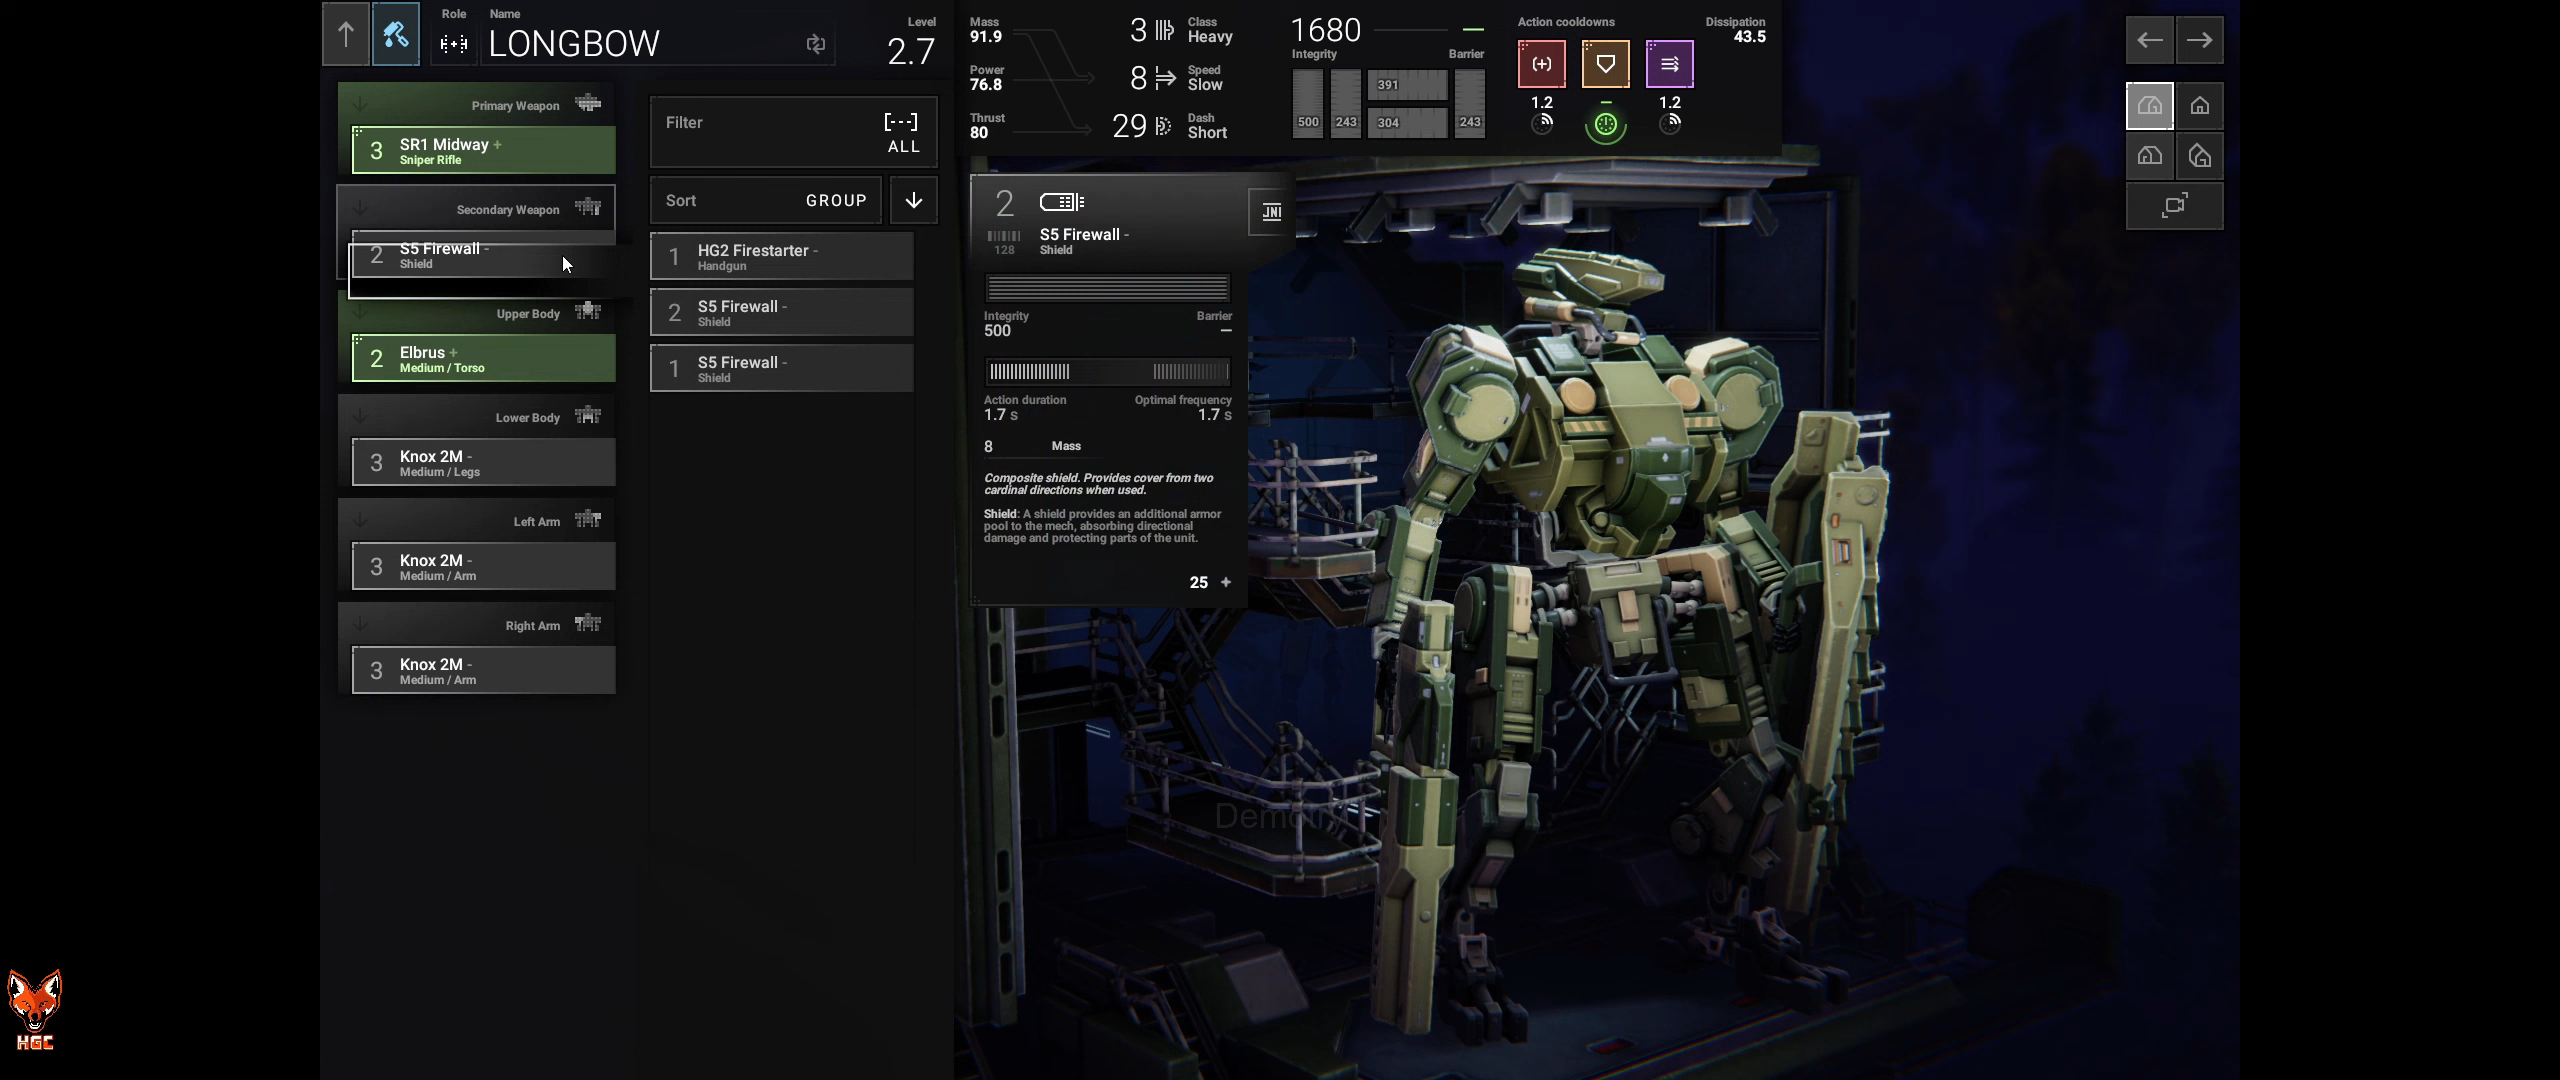 Role
Name
LONGBOW
Level
2.7
Primary Weapon
3
SR1 Midway +
Sniper Rifle
Secondary Weapon
2
S5 Firewall -
Shield
Upper Body
2
Elbrus +
Medium / Torso
Lower Body
3
Knox 2M -
Medium / Legs
Left Arm
3
Knox 2M -
Medium / Arm
Right Arm
3
Knox 2M -
Medium / Arm
Filter
[---]
ALL
Sort
GROUP
1
HG2 Firestarter -
Handgun
2
S5 Firewall -
Shield
1
S5 Firewall -
Shield
Mass
91.9
Power
76.8
Thrust
80
3
Class
Heavy
8
Speed
Slow
29
Dash
Short
1680
Integrity
Barrier
500
243
391
304
243
Action cooldowns
1.2
1.2
Dissipation
43.5
2
128
S5 Firewall -
Shield
Integrity
500
Barrier
Action duration
1.7 s
Optimal frequency
1.7 s
8
Mass
Composite shield. Provides cover from two
cardinal directions when used.
Shield: A shield provides an additional armor
pool to the mech, absorbing directional
damage and protecting parts of the unit.
25 +
HGC